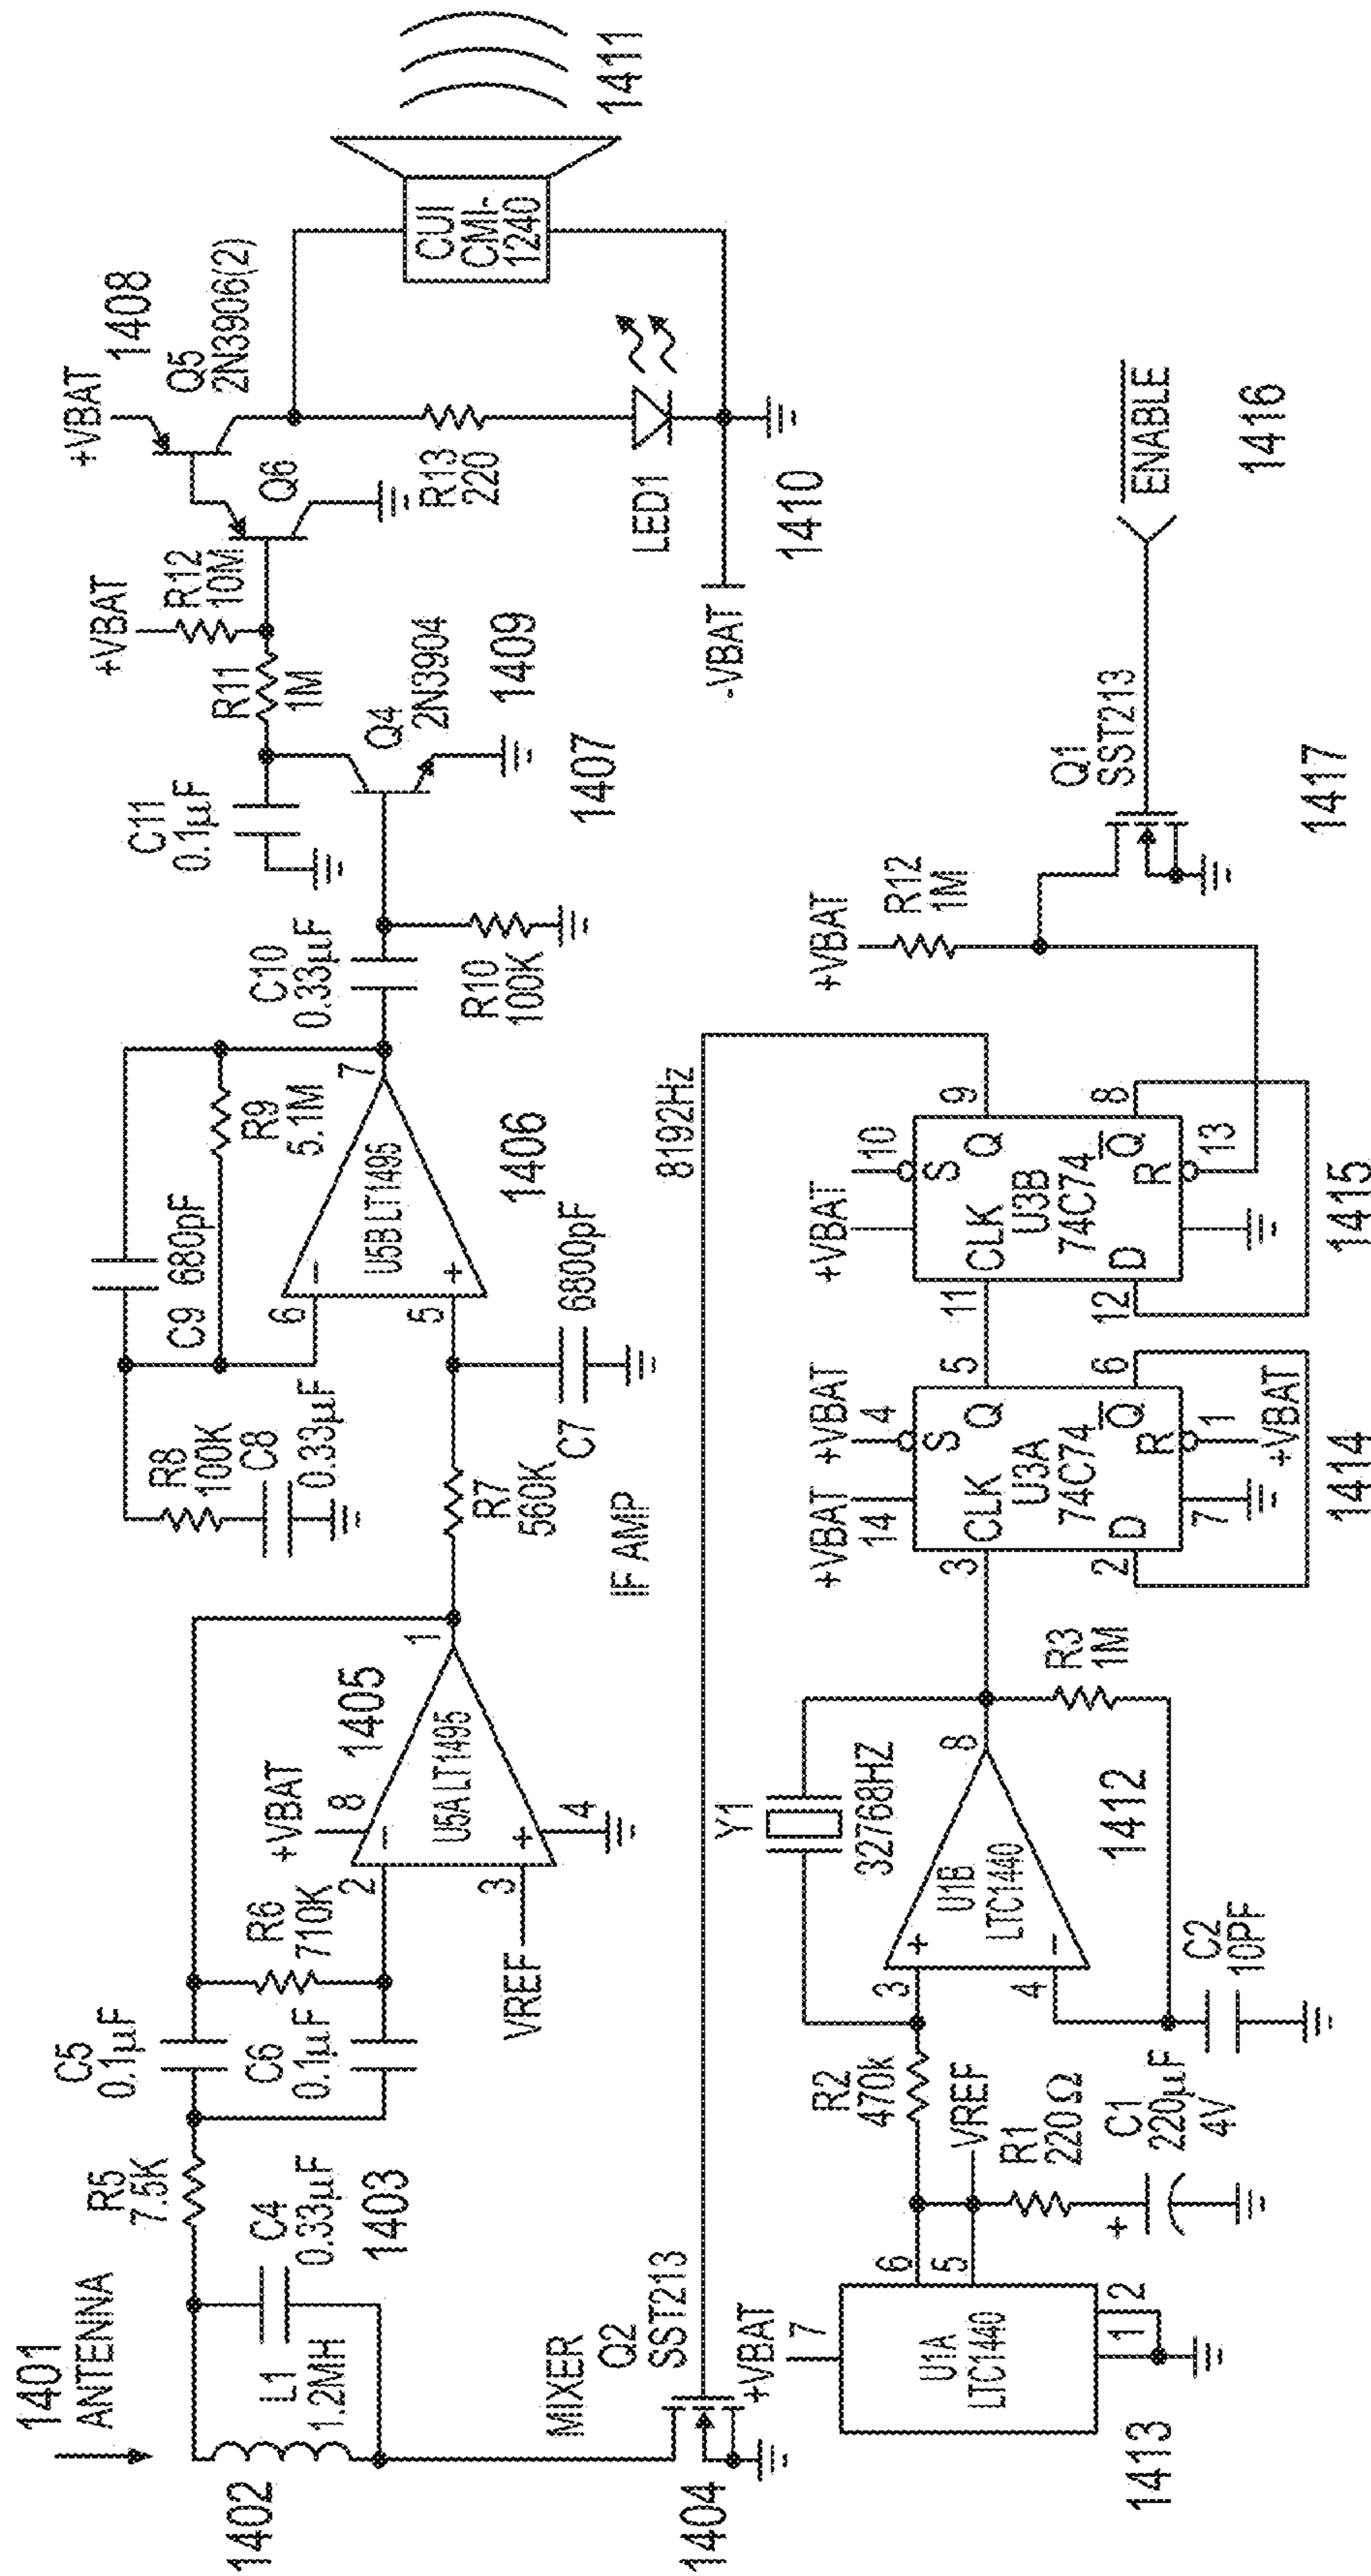 1401
ANTENNA
1402
L1
1.2MH
C4
0.33µF
1403
R5
7.5K
C5
0.1µF
C6
0.1µF
R6
710K
+VBAT
8
1405
2
3
VREF
U5A LT1495
1
4
R7
560K
IF AMP
R8
100K
C8
0.33µF
C7
6800pF
C9 680pF
R9
5.1M
6
5
U5B LT1495
7
1406
C10
0.33µF
R10
100K
C11
0.1µF
R11
1M
Q4
2N3904
1409
1407
+VBAT
R12
10M
Q6
+VBAT
1408
Q5
2N3906(2)
R13
220
LED1
-VBAT
1410
CUI
CMI-
1240
1411
MIXER
Q2
SST213
1404
8192Hz
+VBAT
7
U1A
LTC1440
6
5
1
2
1413
R2
470k
VREF
R1
220Ω
C1
220µF
4V
+
Y1
32768HZ
3
4
U1B
LTC1440
8
1412
C2
10PF
R3
1M
+VBAT
14
+VBAT
4
3
CLK
S
Q
5
U3A
74C74
D
Q
R
6
2
7
1
+VBAT
1414
+VBAT
10
11
CLK
S
Q
9
U3B
74C74
D
Q
R
8
12
13
1415
+VBAT
R12
1M
Q1
SST213
1417
ENABLE
1416